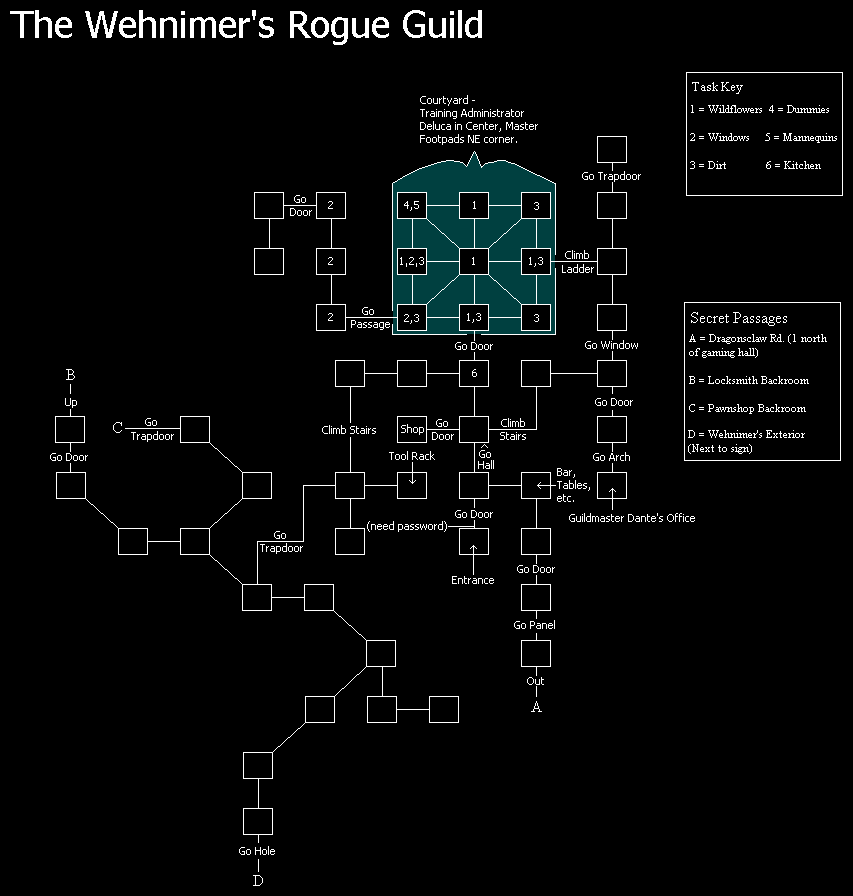 The Wehnimer's Rogue Guild
Courtyard -
Training Administrator
Deluca in Center, Master
Footpads NE corner.
Task Key
1 = Wildflowers 4 = Dummies
2 = Windows 5 = Mannequins
3 = Dirt 6 = Kitchen
Go Trapdoor
Go
Door
2
4,5
1
3
2
1,2,3
1
1,3
Climb
Ladder
2
Go
Passage
2,3
1,3
3
Go Door
Go Window
Secret Passages
A = Dragonsclaw Rd. (1 north
of gaming hall)
B = Locksmith Backroom
C = Pawnshop Backroom
D = Wehnimer's Exterior
(Next to sign)
B
Up
6
Go Door
C
Go
Trapdoor
Climb Stairs
Shop
Go
Door
Climb
Stairs
Go Door
Tool Rack
^
Go
Hall
Go Arch
Bar,
Tables,
etc.
Go Door
Guildmaster Dante's Office
(need password)
Go
Trapdoor
Entrance
Go Door
Go Panel
Out
A
Go Hole
D